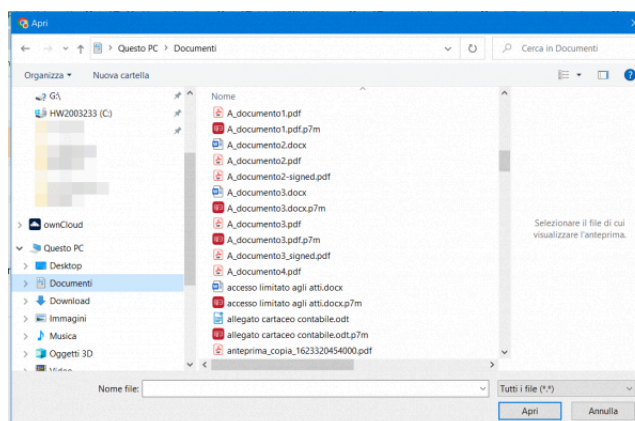 Apri
Questo PC > Documenti
Cerca in Documenti
Organizza
Nuova cartella
G:\
HW2003233 (C:)
ownCloud
Questo PC
Desktop
Documenti
Download
Immagini
Musica
Oggetti 3D
Video
Nome
A_documento1.pdf
A_documento1.pdf.p7m
A_documento2.docx
A_documento2.pdf
A_documento2-signed.pdf
A_documento3.docx
A_documento3.docx.p7m
A_documento3.pdf
A_documento3.pdf.p7m
A_documento3_signed.pdf
A_documento4.pdf
accesso limitato agli atti.docx
accesso limitato agli atti.docx.p7m
allegato cartaceo contabile.odt
allegato cartaceo contabile.odt.p7m
anteprima_copia_1623320454000.pdf
Selezionare il file di cui
visualizzare l'anteprima.
Nome file:
Tutti i file (*.*)
Apri
Annulla